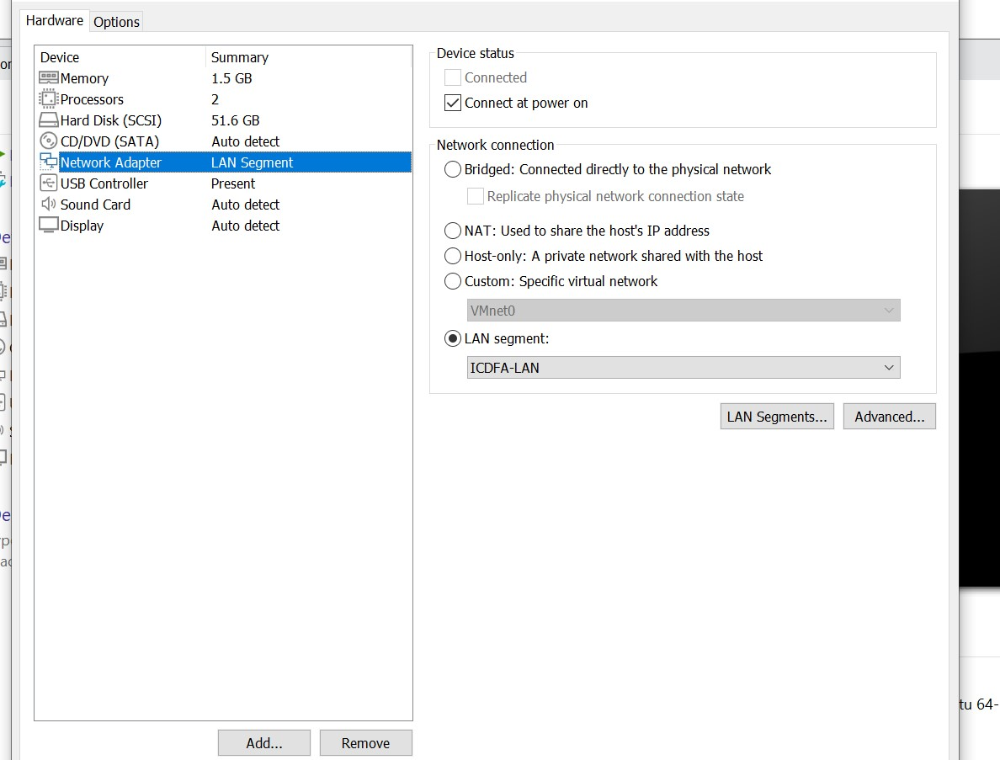 Hardware
Options
Device Summary
Memory 1.5 GB
Processors 2
Hard Disk (SCSI) 51.6 GB
CD/DVD (SATA) Auto detect
Network Adapter LAN Segment
USB Controller Present
Sound Card Auto detect
Display Auto detect
Add...
Remove
Device status
Connected
Connect at power on
Network connection
Bridged: Connected directly to the physical network
Replicate physical network connection state
NAT: Used to share the host's IP address
Host-only: A private network shared with the host
Custom: Specific virtual network
VMnet0
LAN segment:
ICDFA-LAN
LAN Segments...
Advanced...
64-